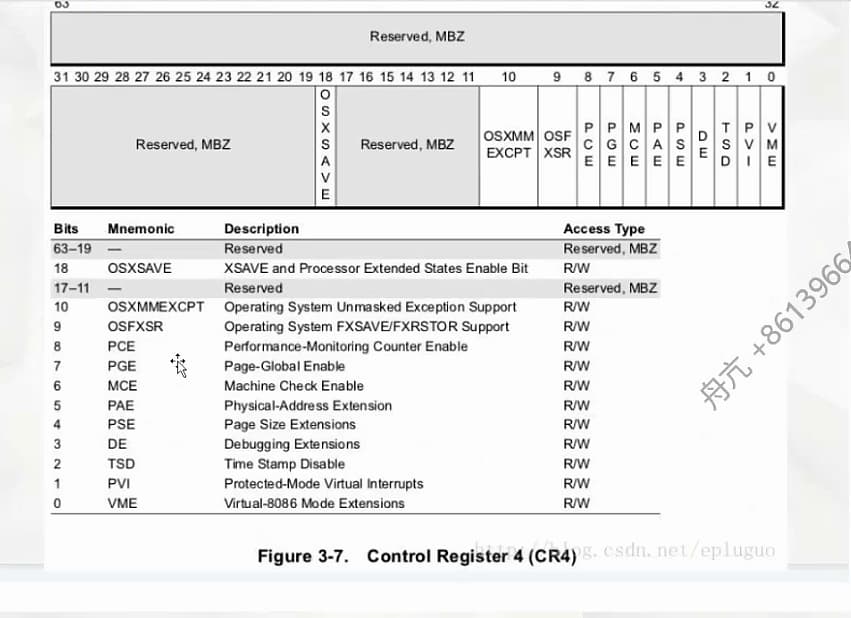 63 32
Reserved, MBZ
31 30 29 28 27 26 25 24 23 22 21 20 19 18 17 16 15 14 13 12 11 10 9 8 7 6 5 4 3 2 1 0
Reserved, MBZ OSXSAVE Reserved, MBZ OSXMMEXCPT OSFXSR PCE PGE MCE PAE PSE DE TSD PVI VME
Bits Mnemonic Description Access Type
63–19 — Reserved Reserved, MBZ
18 OSXSAVE XSAVE and Processor Extended States Enable Bit R/W
17–11 — Reserved Reserved, MBZ
10 OSXMMEXCPT Operating System Unmasked Exception Support R/W
9 OSFXSR Operating System FXSAVE/FXRSTOR Support R/W
8 PCE Performance-Monitoring Counter Enable R/W
7 PGE Page-Global Enable R/W
6 MCE Machine Check Enable R/W
5 PAE Physical-Address Extension R/W
4 PSE Page Size Extensions R/W
3 DE Debugging Extensions R/W
2 TSD Time Stamp Disable R/W
1 PVI Protected-Mode Virtual Interrupts R/W
0 VME Virtual-8086 Mode Extensions R/W
Figure 3-7. Control Register 4 (CR4)
http://blog.csdn.net/epluguo
舟亢 +861396664